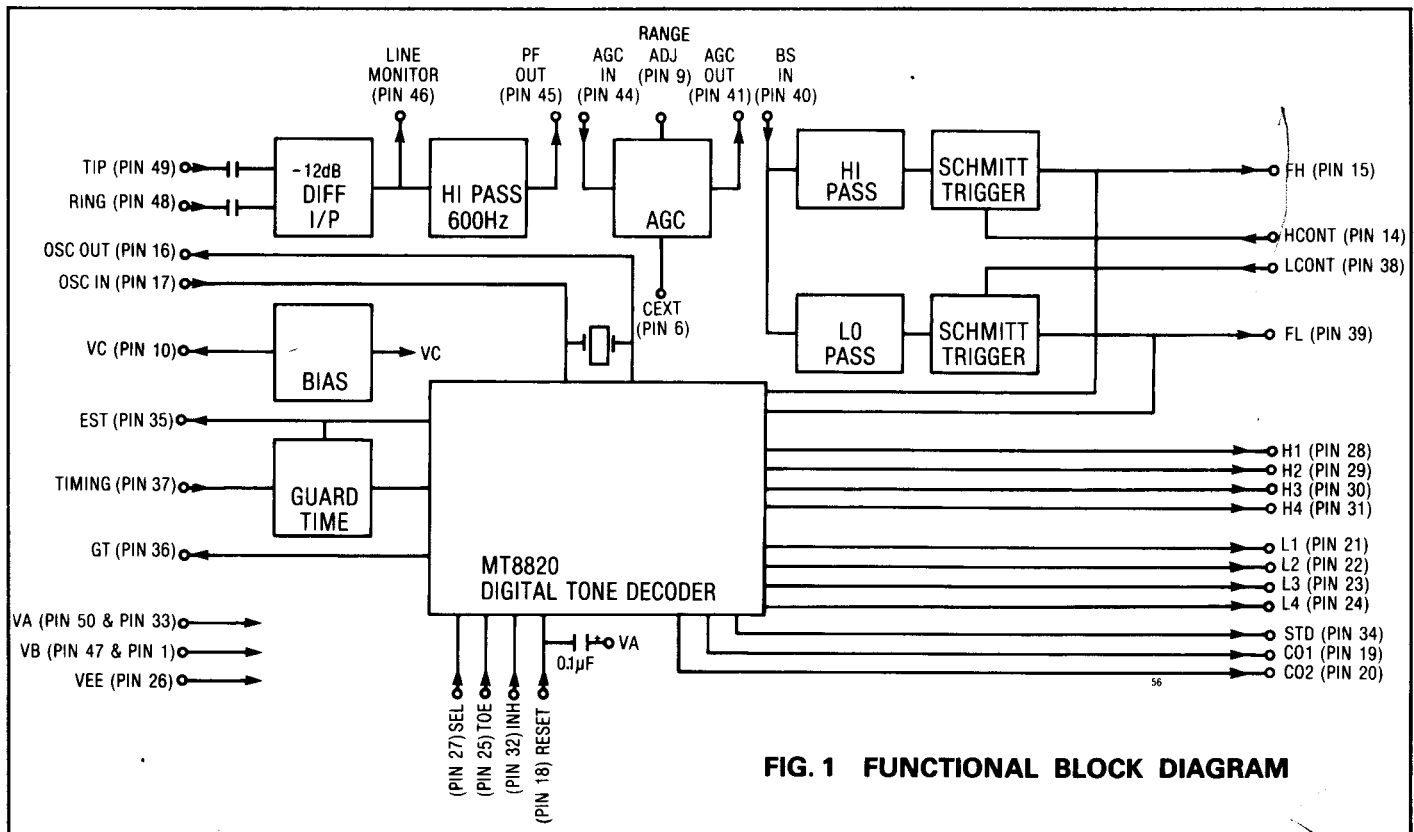 LINE
MONITOR
(PIN 46)
PF
OUT
(PIN 45)
AGC
IN
(PIN 44)
RANGE
ADJ
(PIN 9)
AGC
OUT
(PIN 41)
BS
IN
(PIN 40)
TIP (PIN 49)
RING (PIN 48)
-12dB
DIFF
I/P
HI PASS
600Hz
AGC
HI
PASS
SCHMITT
TRIGGER
FH (PIN 15)
HCONT (PIN 14)
LCONT (PIN 38)
OSC OUT (PIN 16)
OSC IN (PIN 17)
CEXT
(PIN 6)
LO
PASS
SCHMITT
TRIGGER
FL (PIN 39)
VC (PIN 10)
BIAS
VC
EST (PIN 35)
TIMING (PIN 37)
GUARD
TIME
GT (PIN 36)
MT8820
DIGITAL TONE DECODER
H1 (PIN 28)
H2 (PIN 29)
H3 (PIN 30)
H4 (PIN 31)
L1 (PIN 21)
L2 (PIN 22)
L3 (PIN 23)
L4 (PIN 24)
STD (PIN 34)
CO1 (PIN 19)
CO2 (PIN 20)
VA (PIN 50 & PIN 33)
VB (PIN 47 & PIN 1)
VEE (PIN 26)
0.1µF
+
VA
56
(PIN 27) SEL
(PIN 25) TOE
(PIN 32) INH
(PIN 18) RESET
FIG. 1 FUNCTIONAL BLOCK DIAGRAM